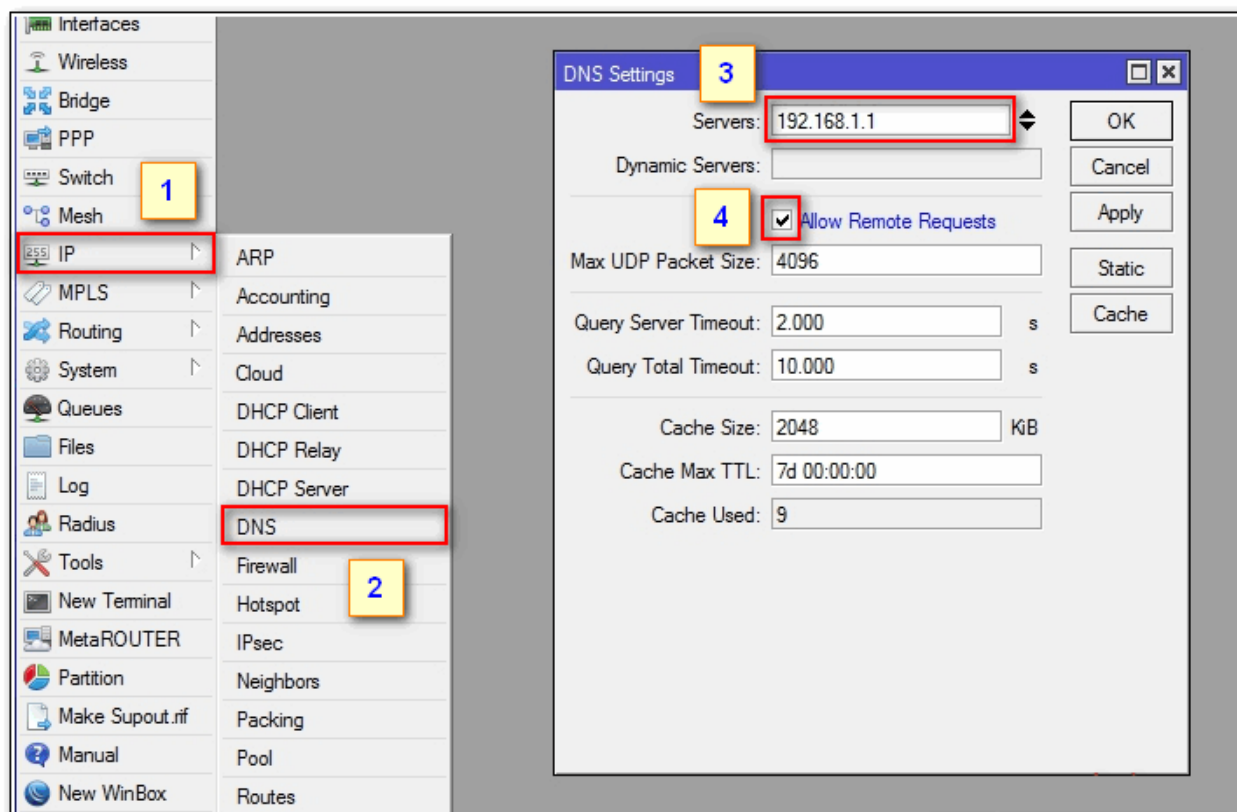 Interfaces
Wireless
Bridge
PPP
Switch
1
Mesh
IP
MPLS
Routing
System
Queues
Files
Log
Radius
Tools
New Terminal
MetaROUTER
Partition
Make Supout.rif
Manual
New WinBox
ARP
Accounting
Addresses
Cloud
DHCP Client
DHCP Relay
DHCP Server
DNS
Firewall
2
Hotspot
IPsec
Neighbors
Packing
Pool
Routes
DNS Settings
3
Servers: 192.168.1.1
Dynamic Servers:
4
Allow Remote Requests
Max UDP Packet Size: 4096
Query Server Timeout: 2.000 s
Query Total Timeout: 10.000 s
Cache Size: 2048 KiB
Cache Max TTL: 7d 00:00:00
Cache Used: 9
OK
Cancel
Apply
Static
Cache